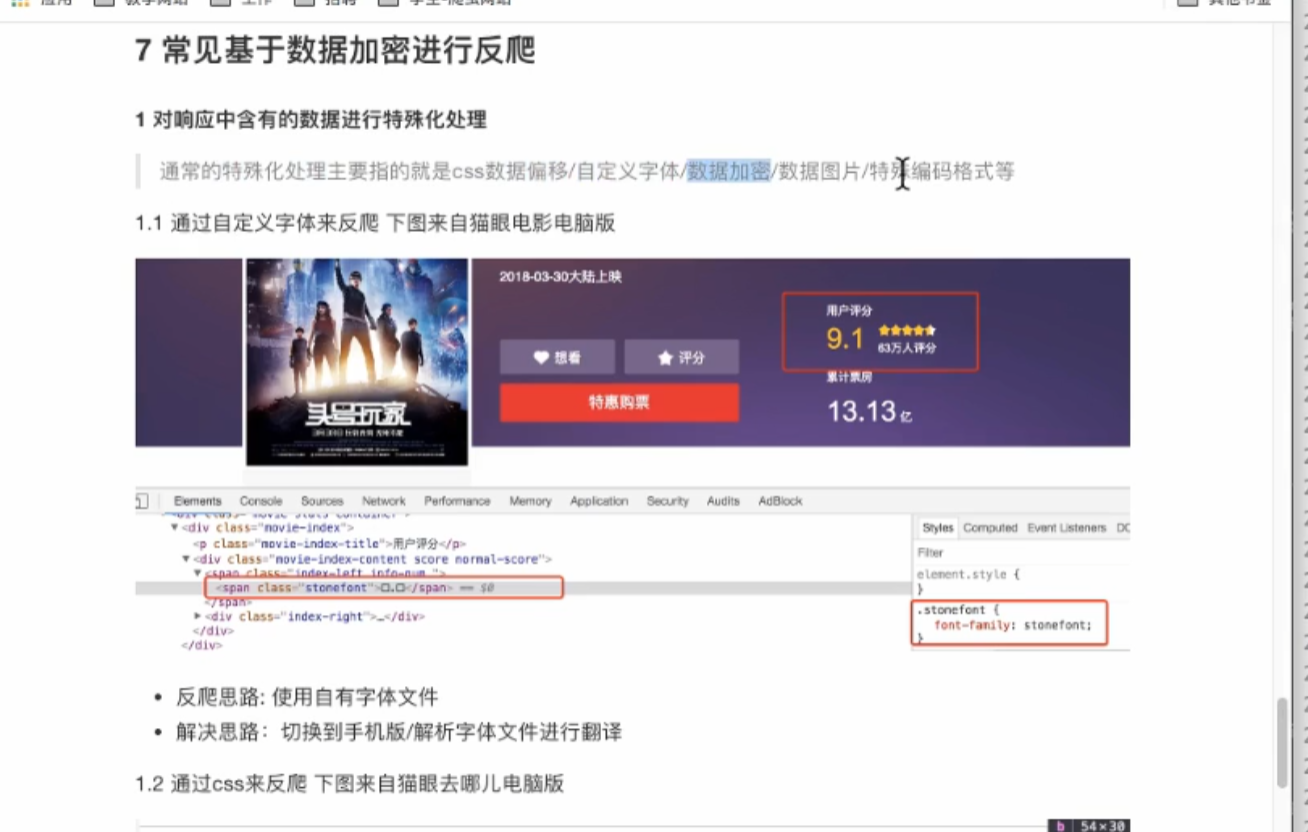 7 常见基于数据加密进行反爬
1 对响应中含有的数据进行特殊化处理
通常的特殊化处理主要指的就是css数据偏移/自定义字体/数据加密/数据图片/特殊编码格式等
1.1 通过自定义字体来反爬 下图来自猫眼电影电脑版
2018-03-30大陆上映
用户评分
9.1
63万人评分
想看
评分
特惠购票
累计票房
13.13亿
头号玩家
Elements Console Sources Network Performance Memory Application Security Audits AdBlock
<div class="movie-index">
<p class="movie-index-title">用户评分</p>
<div class="movie-index-content score normal-score">
<span class="index-left info-num ">
<span class="stonefont">□.□</span> == $0
</span>
<div class="index-right">…</div>
</div>
</div>
Styles Computed Event Listeners
Filter
element.style {
}
.stonefont {
font-family: stonefont;
}
• 反爬思路: 使用自有字体文件
• 解决思路: 切换到手机版/解析字体文件进行翻译
1.2 通过css来反爬 下图来自猫眼去哪儿电脑版
b 54×30